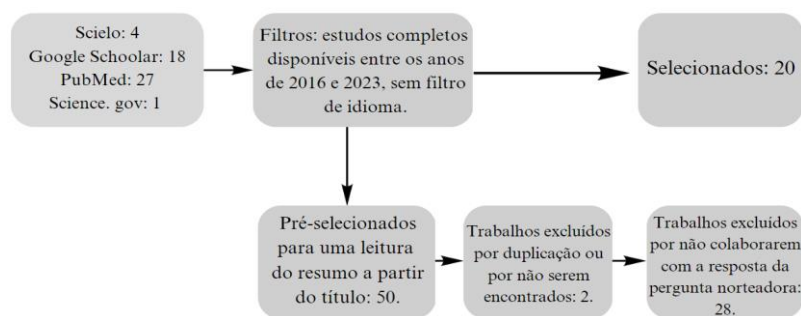 Scielo: 4
Google Schoolar: 18
PubMed: 27
Science. gov: 1
Filtros: estudos completos
disponíveis entre os anos
de 2016 e 2023, sem filtro
de idioma.
Selecionados: 20
Pré-selecionados
para uma leitura
do resumo a partir
do título: 50.
Trabalhos excluídos
por duplicação ou
por não serem
encontrados: 2.
Trabalhos excluídos
por não colaborarem
com a resposta da
pergunta norteadora:
28.